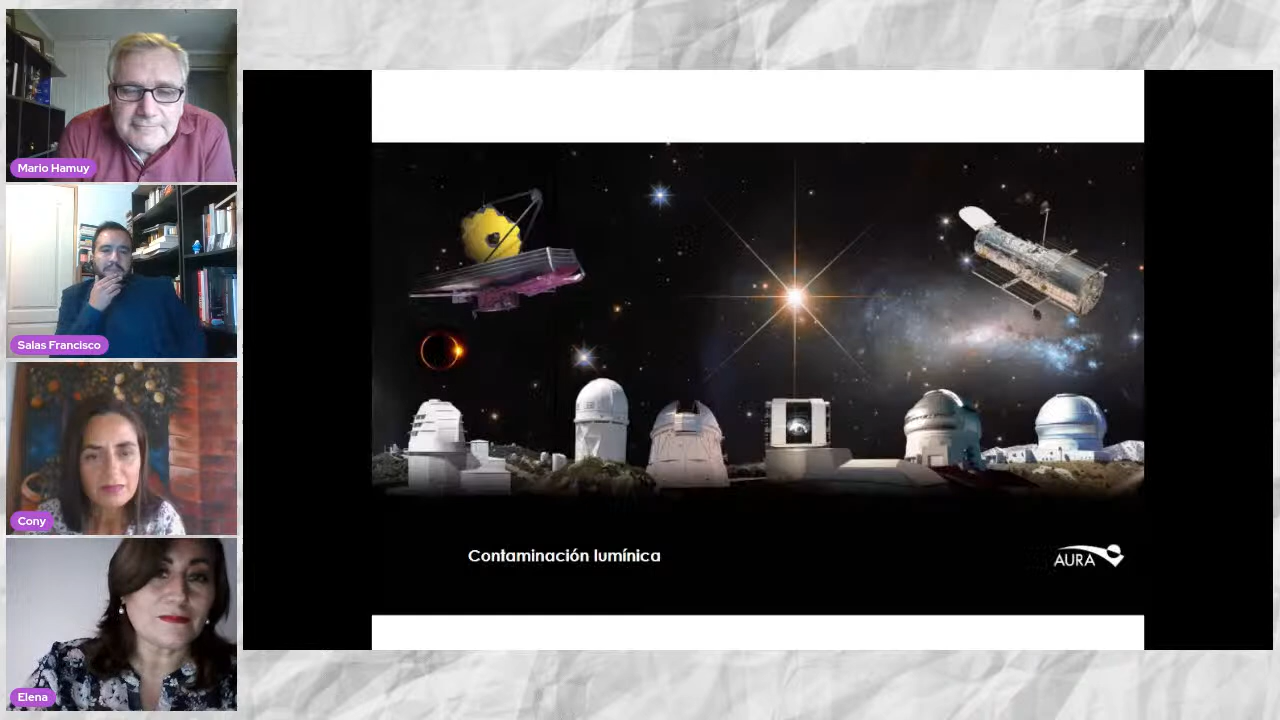 Mario Hamuy
Salas Francisco
Cony
Elena
Contaminación lumínica
AURA